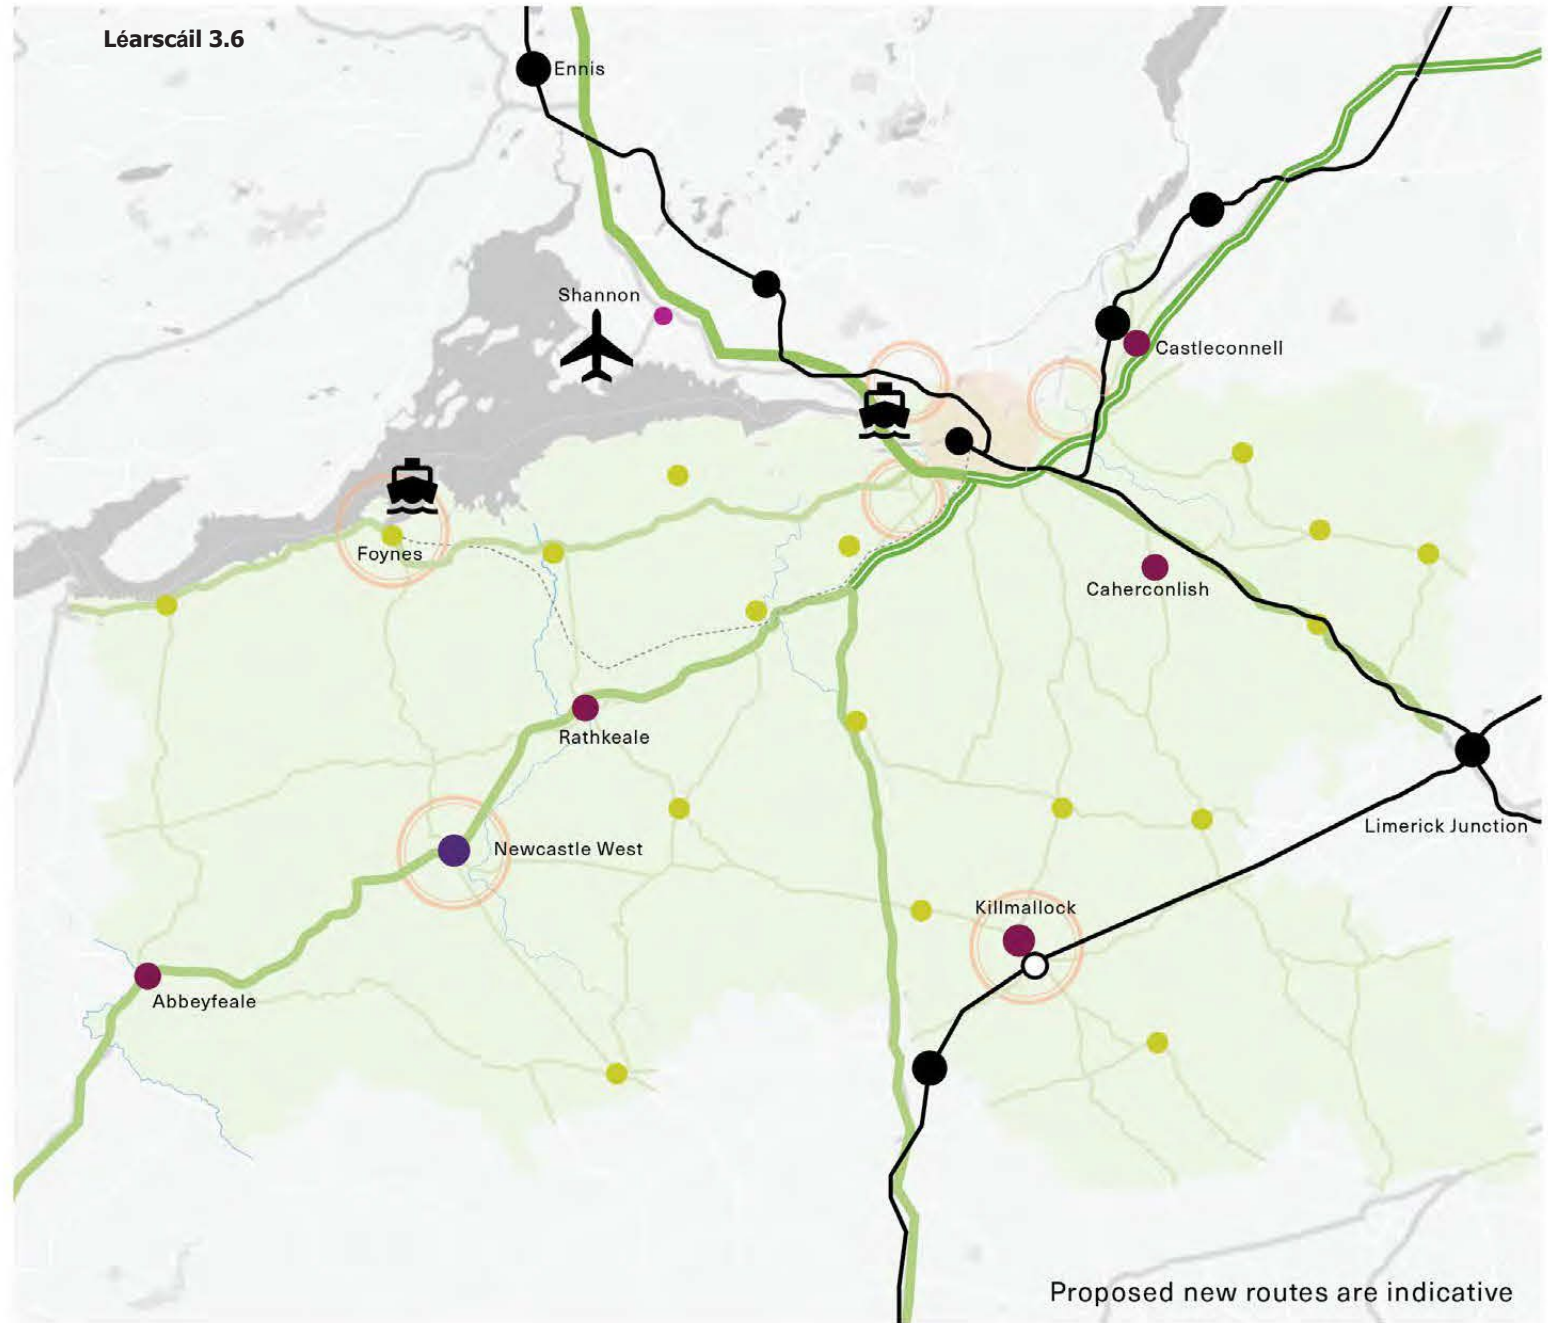 Léarscáil 3.6
Ennis
Shannon
Castleconnell
Foynes
Caherconlish
Rathkeale
Limerick Junction
Newcastle West
Killmallock
Abbeyfeale
Proposed new routes are indicative